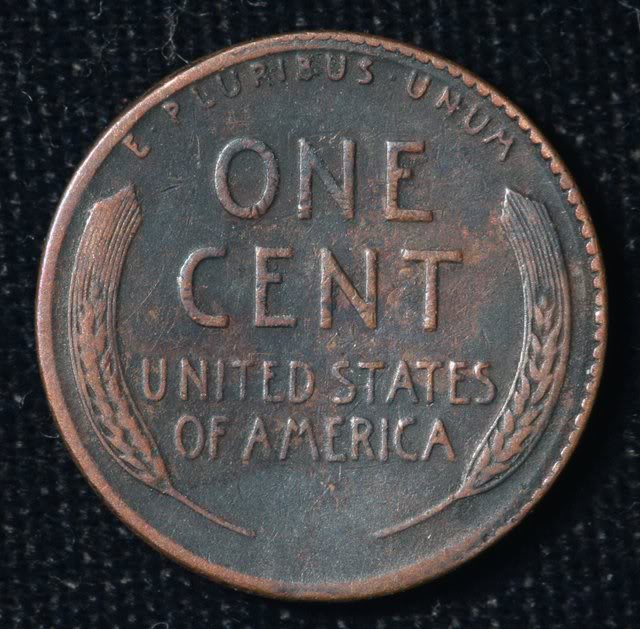 E·PLURIBUS·UNUM
ONE
CENT
UNITED STATES
OF AMERICA